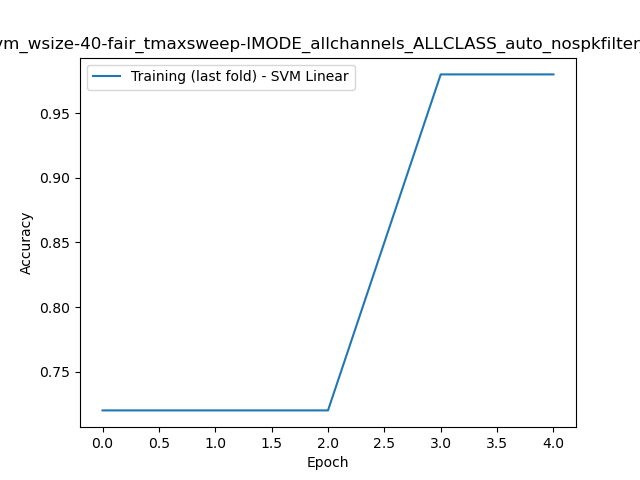 vm_wsize-40-fair_tmaxsweep-IMODE_allchannels_ALLCLASS_auto_nospkfilter_
Training (last fold) - SVM Linear
0.95
0.90
0.85
0.80
0.75
Accuracy
0.0 0.5 1.0 1.5 2.0 2.5 3.0 3.5 4.0
Epoch